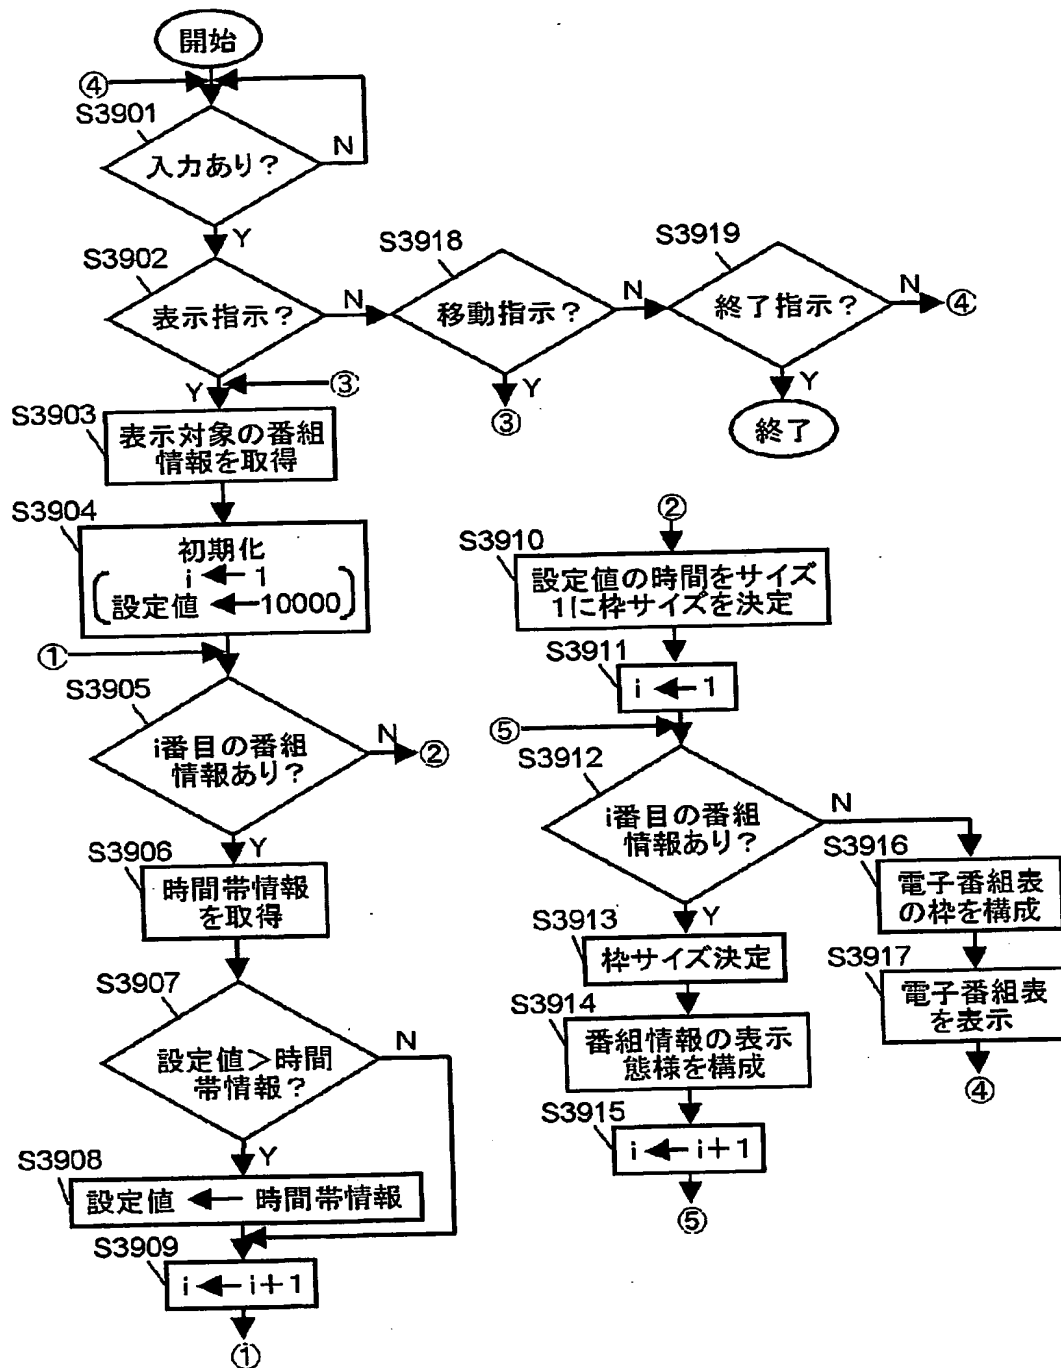 開始
④
S3901
入力あり？
N
Y
S3902
表示指示？
N
S3918
移動指示？
N
S3919
終了指示？
N
④
Y
③
Y
③
Y
終了
S3903
表示対象の番組
情報を取得
S3904
初期化
i ← 1
設定値 ← 10000
①
S3905
i番目の番組
情報あり？
N
②
Y
S3906
時間帯情報
を取得
S3907
設定値＞時間
帯情報？
N
Y
S3908
設定値 ← 時間帯情報
S3909
i ← i＋1
①
②
S3910
設定値の時間をサイズ
1に枠サイズを決定
S3911
i ← 1
⑤
S3912
i番目の番組
情報あり？
N
Y
S3913
枠サイズ決定
S3914
番組情報の表示
態様を構成
S3915
i ← i＋1
⑤
S3916
電子番組表
の枠を構成
S3917
電子番組表
を表示
④